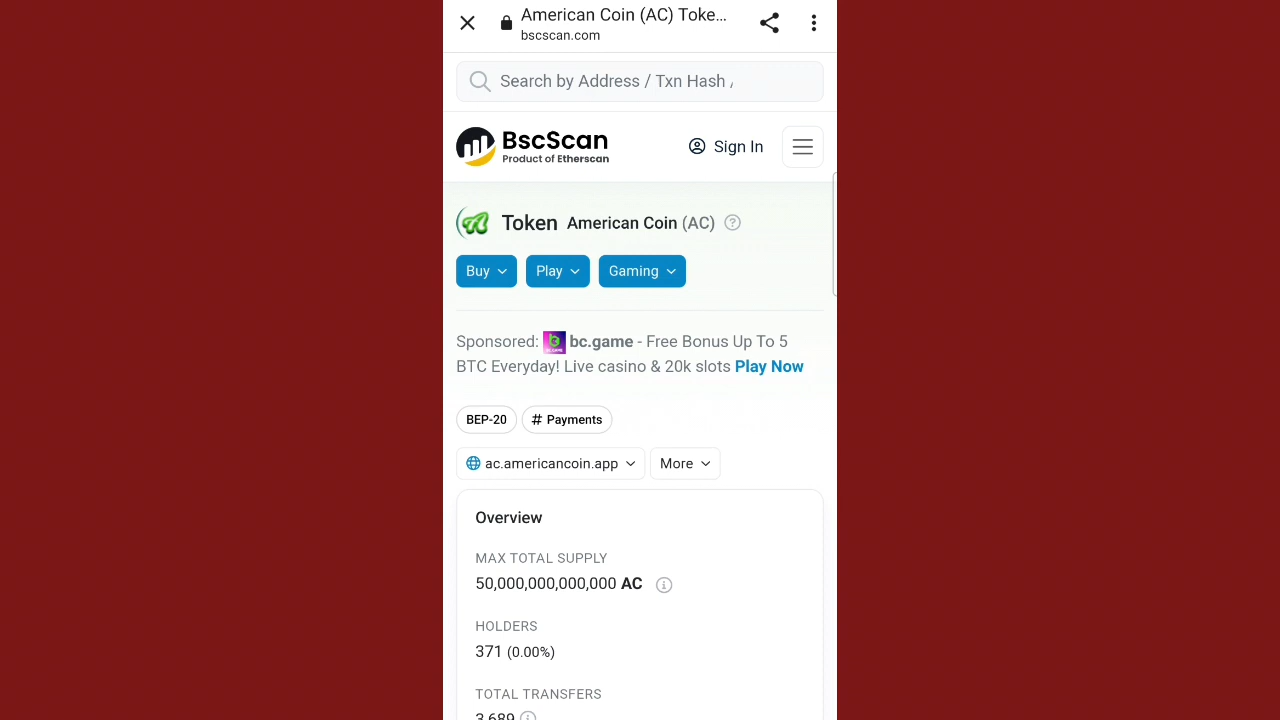 American Coin (AC) Toke...
bscscan.com
Search by Address / Txn Hash /
BscScan
Product of Etherscan
Sign In
Token American Coin (AC)
Buy Play Gaming
Sponsored: bc.game - Free Bonus Up To 5
BTC Everyday! Live casino & 20k slots Play Now
BEP-20 # Payments
ac.americancoin.app More
Overview
MAX TOTAL SUPPLY
50,000,000,000,000 AC
HOLDERS
371 (0.00%)
TOTAL TRANSFERS
3,689